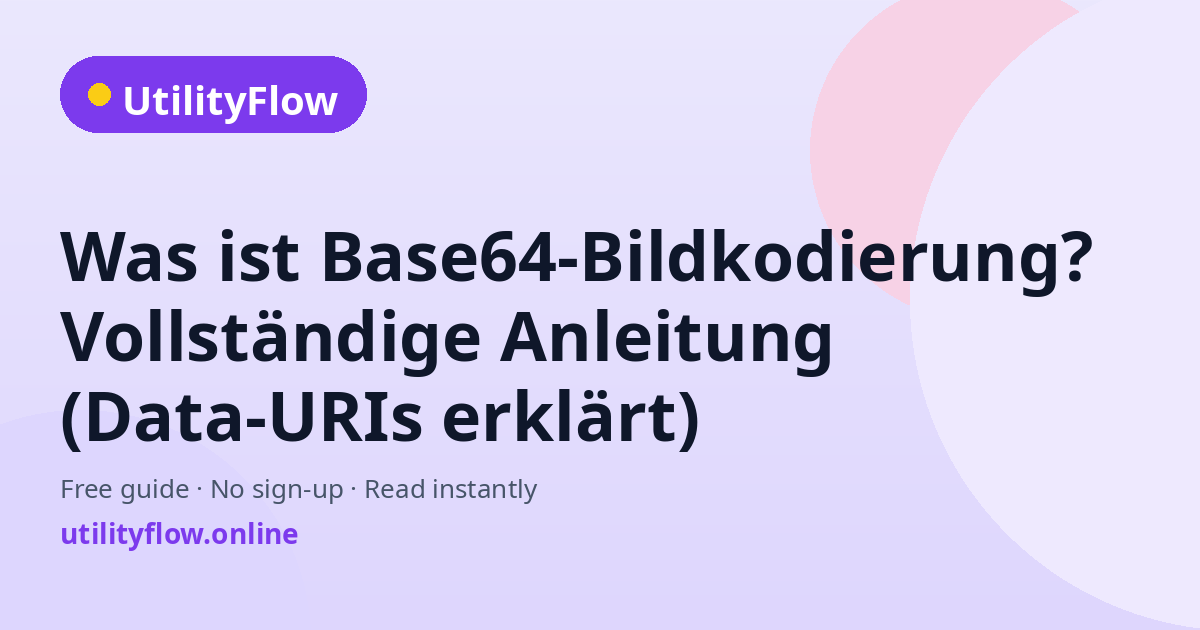 UtilityFlow
Was ist Base64-Bildkodierung?
Vollständige Anleitung
(Data-URIs erklärt)
Free guide · No sign-up · Read instantly
utilityflow.online